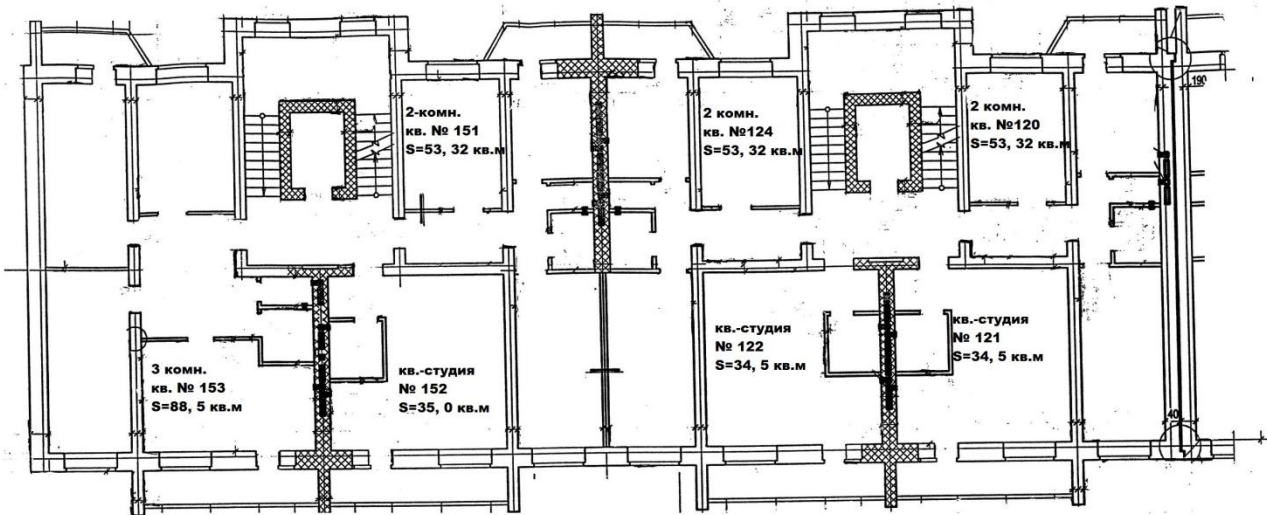 2-комн.
кв. № 151
S=53, 32 кв.м
2 комн.
кв. №124
S=53, 32 кв.м
2 комн.
кв. №120
S=53, 32 кв.м
190
3 комн.
кв. № 153
S=88, 5 кв.м
кв.-студия
№ 152
S=35, 0 кв.м
кв.-студия
№ 122
S=34, 5 кв.м
кв.-студия
№ 121
S=34, 5 кв.м
40